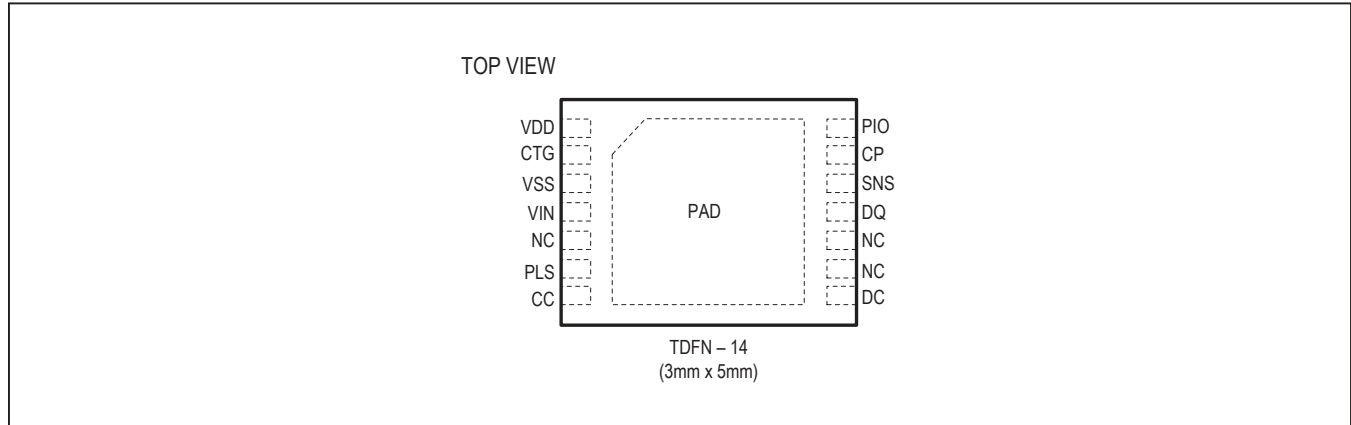 TOP VIEW
VDD
CTG
VSS
VIN
NC
PLS
CC
PAD
PIO
CP
SNS
DQ
NC
NC
DC
TDFN – 14
(3mm x 5mm)